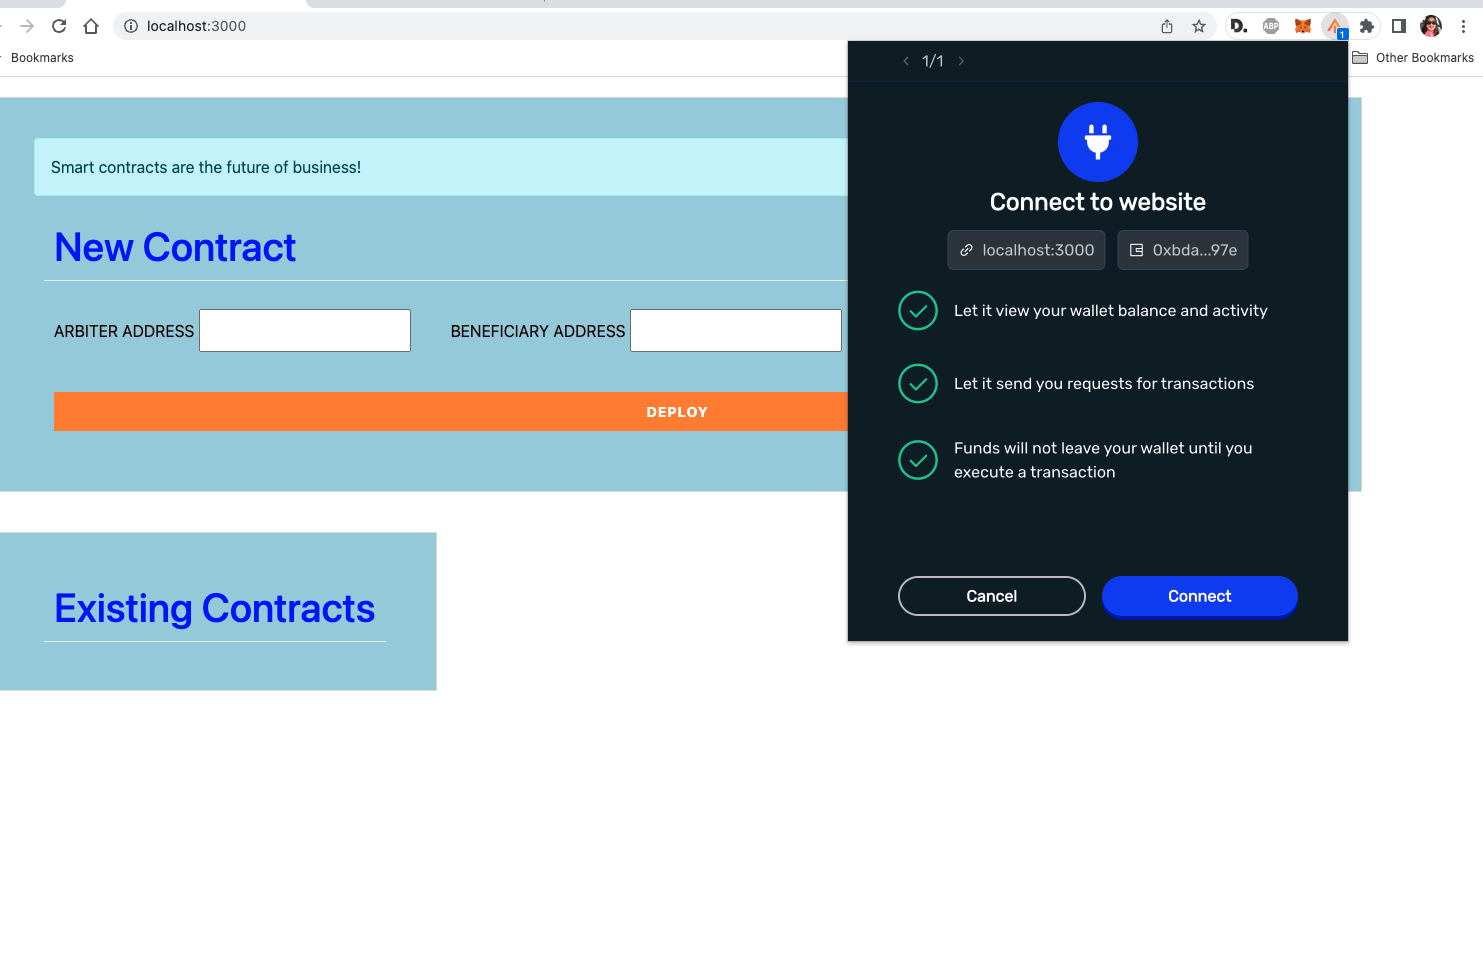 localhost:3000
D.
ABP
1
Bookmarks
Other Bookmarks
Smart contracts are the future of business!
New Contract
ARBITER ADDRESS
BENEFICIARY ADDRESS
DEPLOY
Existing Contracts
1/1
Connect to website
localhost:3000
0xbda...97e
Let it view your wallet balance and activity
Let it send you requests for transactions
Funds will not leave your wallet until you
execute a transaction
Cancel
Connect